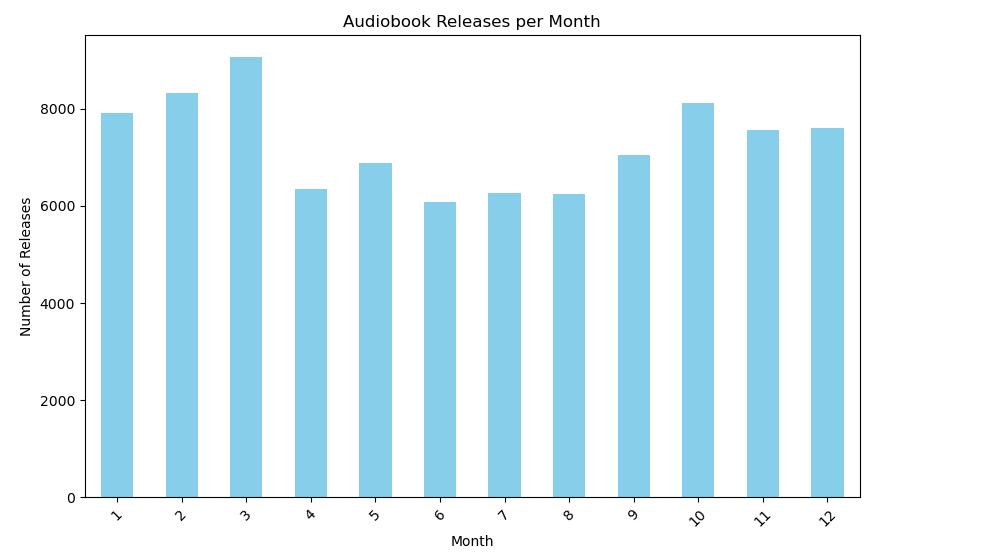 Audiobook Releases per Month
Number of Releases
8000
6000
4000
2000
0
1 2 3 4 5 6 7 8 9 10 11 12
Month